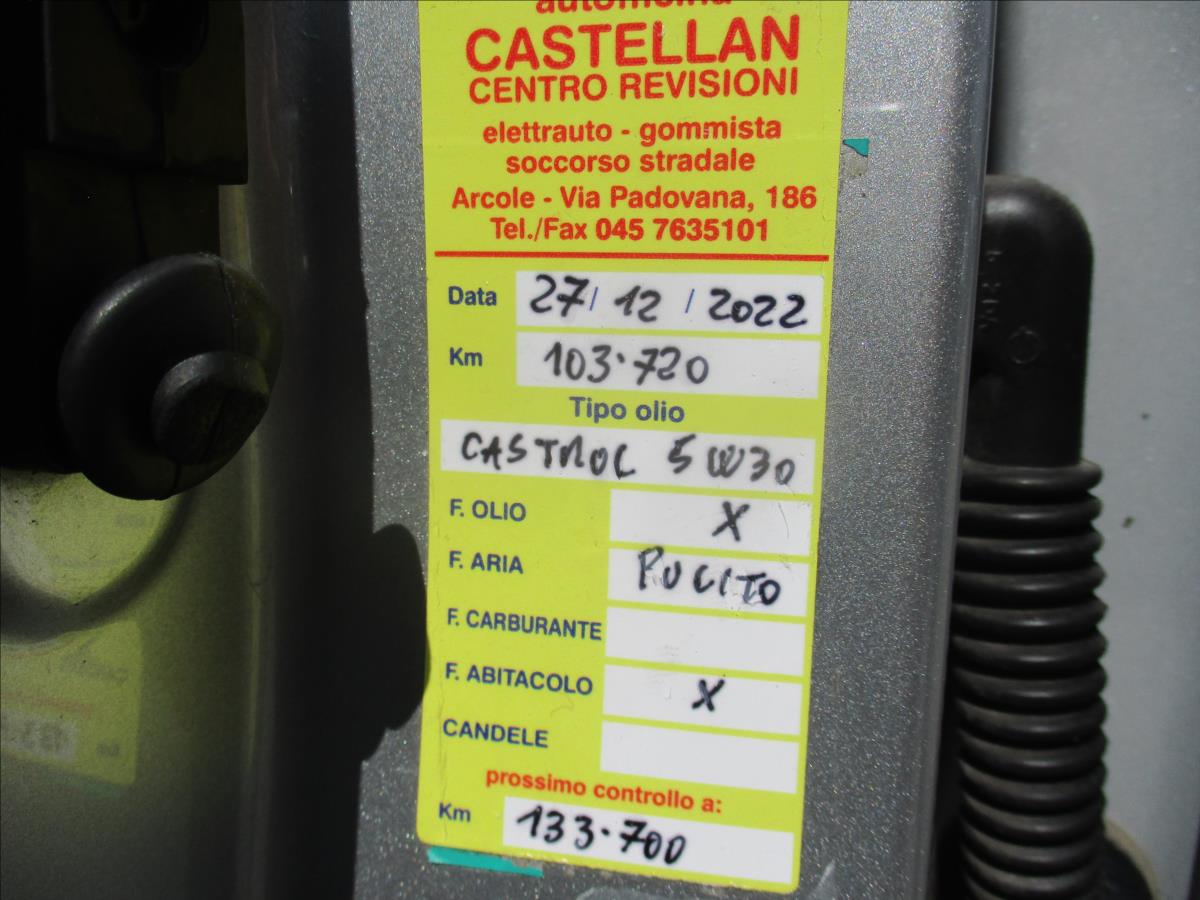 autofficina
CASTELLAN
CENTRO REVISIONI
elettrauto - gommista
soccorso stradale
Arcole - Via Padovana, 186
Tel./Fax 045 7635101
Data 27/12/2022
Km 103.720
Tipo olio
CASTROL 5W30
F. OLIO X
F. ARIA PULITO
F. CARBURANTE
F. ABITACOLO X
CANDELE
prossimo controllo a:
Km 133.700